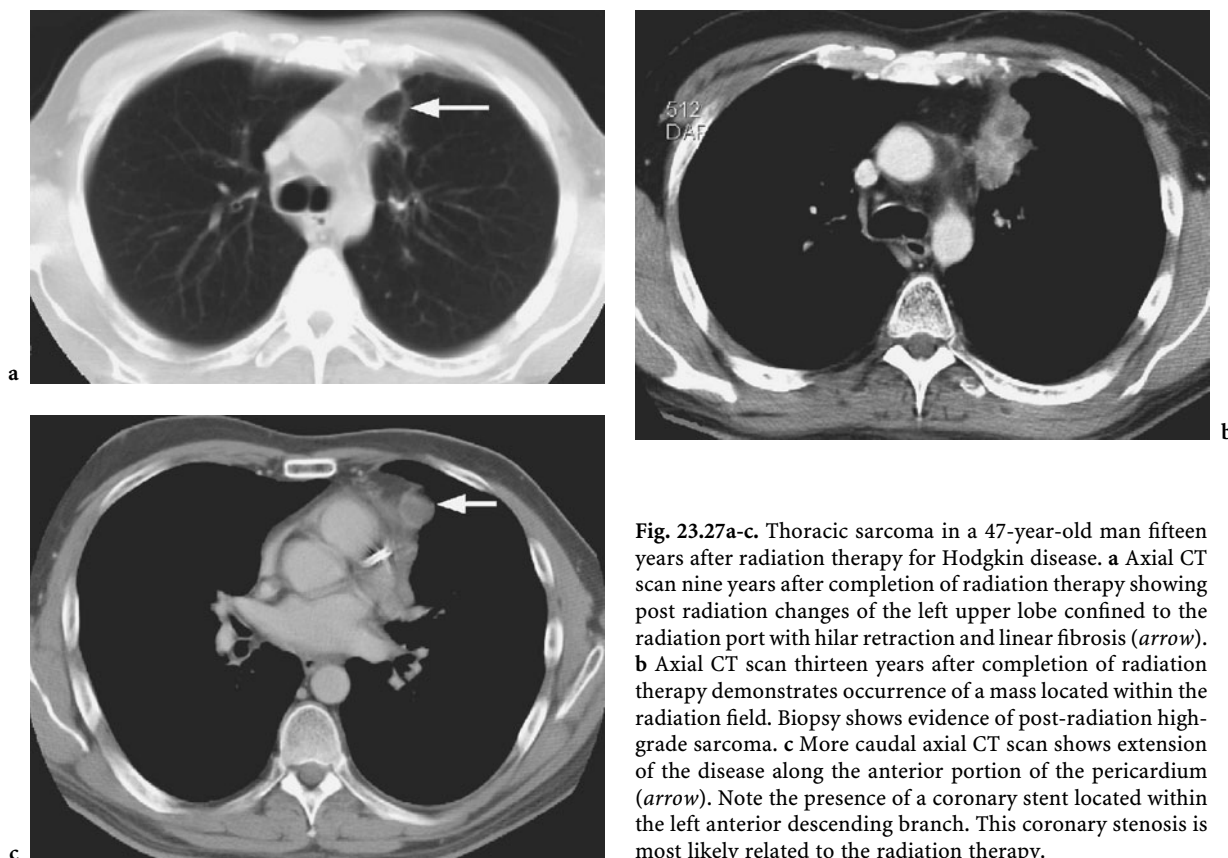 512
DAP
a
b
c
Fig. 23.27a-c. Thoracic sarcoma in a 47-year-old man fifteen
years after radiation therapy for Hodgkin disease. a Axial CT
scan nine years after completion of radiation therapy showing
post radiation changes of the left upper lobe confined to the
radiation port with hilar retraction and linear fibrosis (arrow).
b Axial CT scan thirteen years after completion of radiation
therapy demonstrates occurrence of a mass located within the
radiation field. Biopsy shows evidence of post-radiation high-
grade sarcoma. c More caudal axial CT scan shows extension
of the disease along the anterior portion of the pericardium
(arrow). Note the presence of a coronary stent located within
the left anterior descending branch. This coronary stenosis is
most likely related to the radiation therapy.